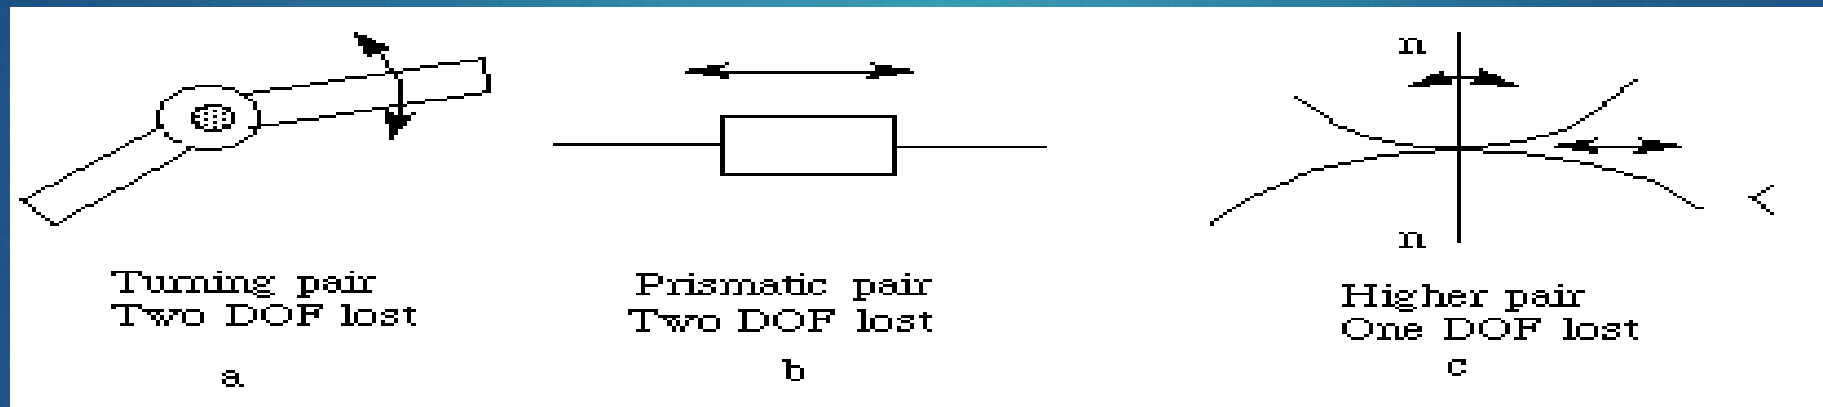 n
n
Turning pair
Two DOF lost
a
Prismatic pair
Two DOF lost
b
Higher pair
One DOF lost
c